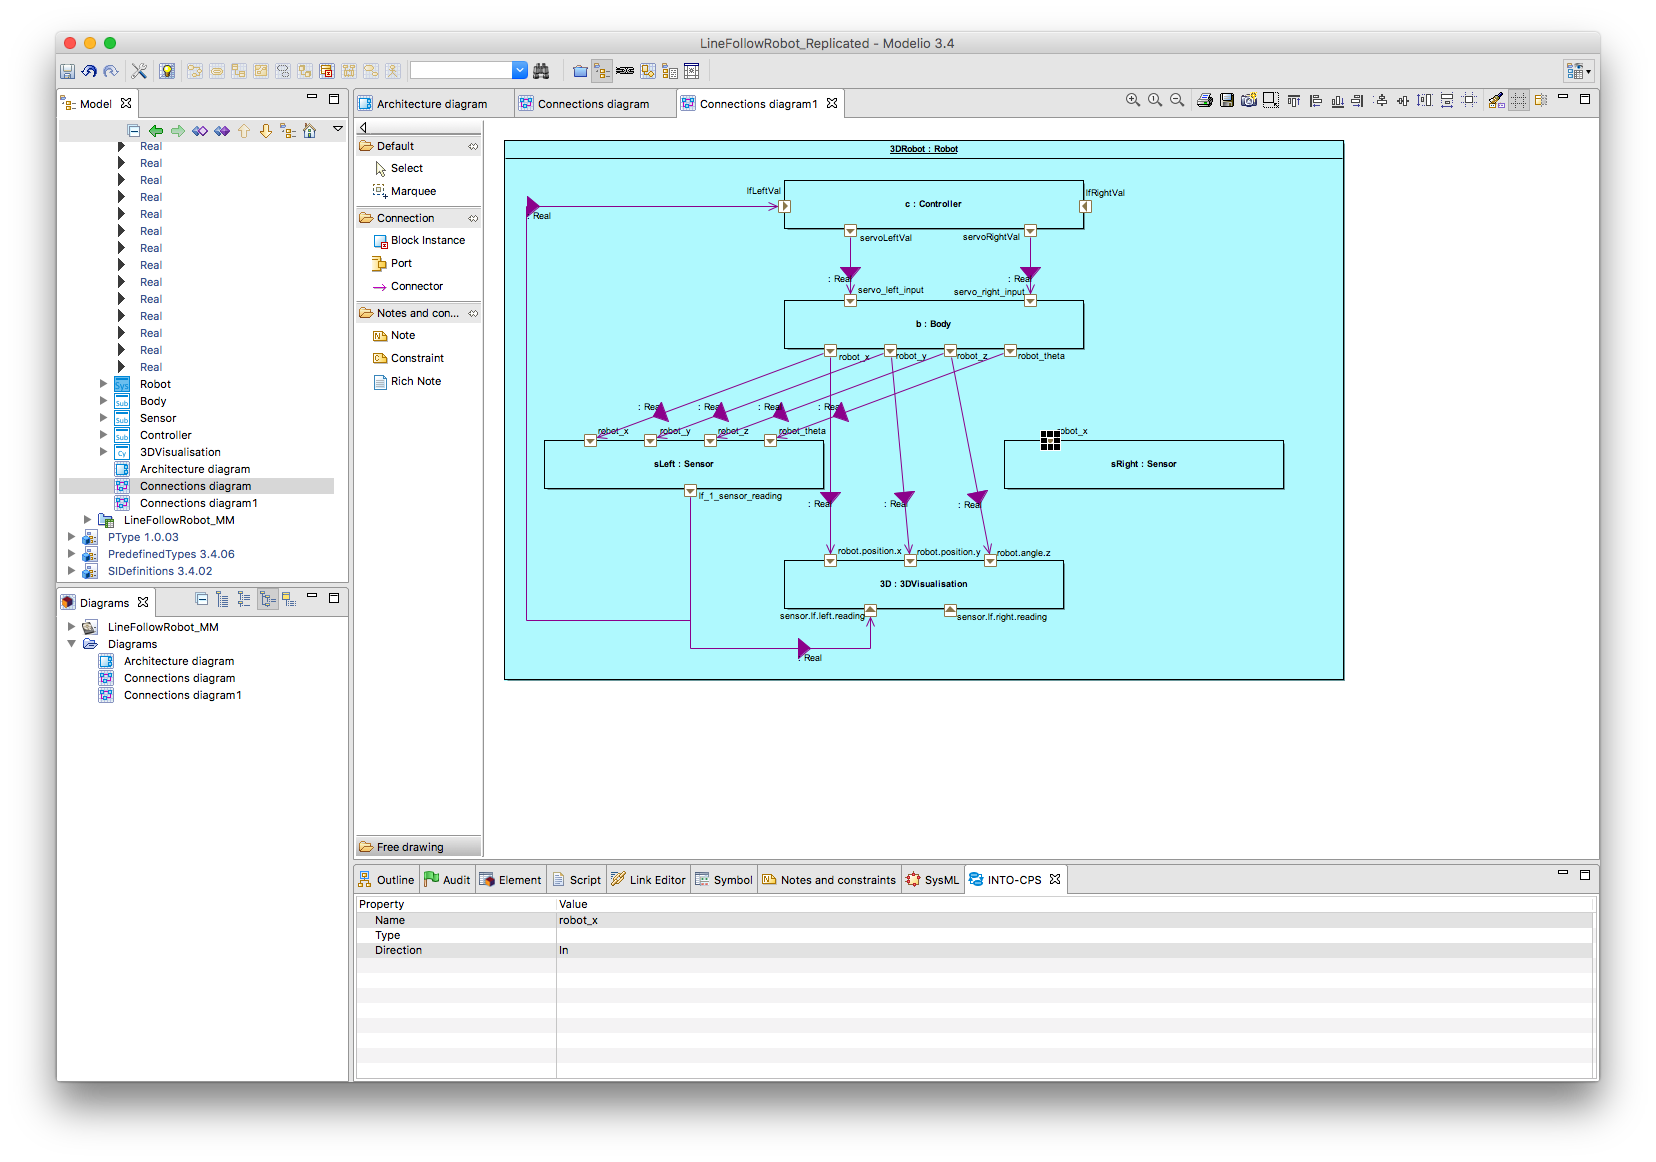 LineFollowRobot_Replicated - Modelio 3.4
Model
Real
Real
Real
Real
Real
Real
Real
Real
Real
Real
Real
Real
Real
Real
Sys Robot
Sub Body
Sub Sensor
Sub Controller
Cy 3DVisualisation
Architecture diagram
Connections diagram
Connections diagram1
LineFollowRobot_MM
PType 1.0.03
PredefinedTypes 3.4.06
SIDefinitions 3.4.02
Diagrams
LineFollowRobot_MM
Diagrams
Architecture diagram
Connections diagram
Connections diagram1
Architecture diagram
Connections diagram
Connections diagram1
Default
Select
Marquee
Connection
Block Instance
Port
Connector
Notes and con...
Note
Constraint
Rich Note
Free drawing
3DRobot : Robot
lfLeftVal
lfRightVal
c : Controller
: Real
servoLeftVal
servoRightVal
: Real
: Real
servo_left_input
servo_right_input
b : Body
robot_x
robot_y
robot_z
robot_theta
: Real
: Real
: Real
: Real
robot_x
robot_y
robot_z
robot_theta
robot_x
sLeft : Sensor
sRight : Sensor
lf_1_sensor_reading
: Real
: Real
: Real
robot.position.x
robot.position.y
robot.angle.z
3D : 3DVisualisation
sensor.lf.left.reading
sensor.lf.right.reading
: Real
Outline
Audit
Element
Script
Link Editor
Symbol
Notes and constraints
SysML
INTO-CPS
Property Value
Name robot_x
Type
Direction In